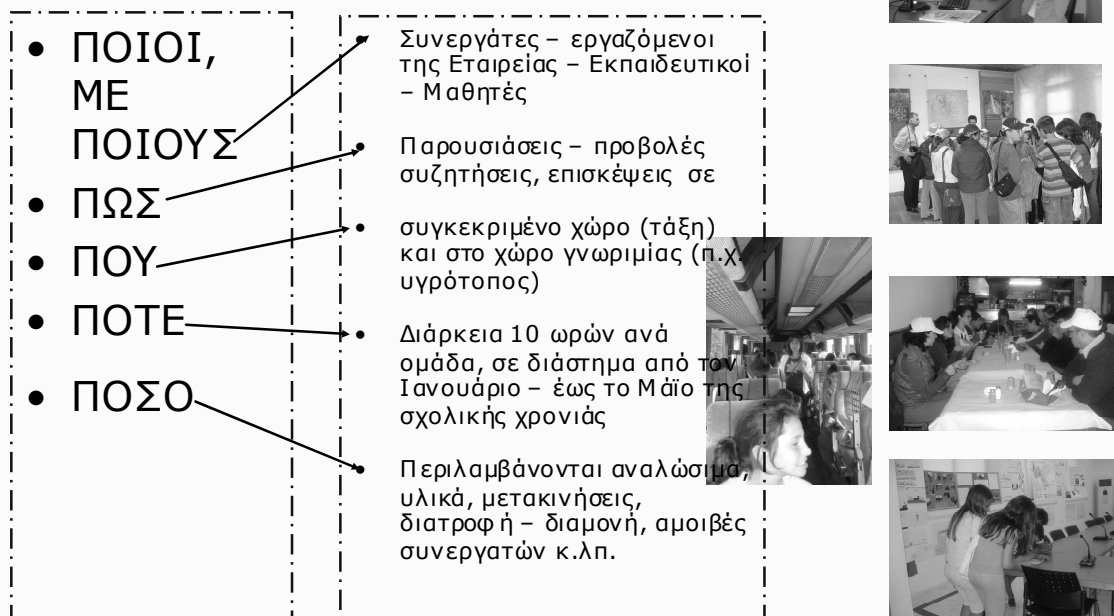 • ΠΟΙΟΙ,
ΜΕ
ΠΟΙΟΥΣ
• ΠΩΣ
• ΠΟΥ
• ΠΟΤΕ
• ΠΟΣΟ
• Συνεργάτες – εργαζόμενοι
της Εταιρείας – Εκπαιδευτικοί
– Μαθητές
• Παρουσιάσεις – προβολές
συζητήσεις, επισκέψεις σε
• συγκεκριμένο χώρο (τάξη)
και στο χώρο γνωριμίας (π.χ.
υγρότοπος)
• Διάρκεια 10 ωρών ανά
ομάδα, σε διάστημα από τον
Ιανουάριο – έως το Μάϊο της
σχολικής χρονιάς
• Περιλαμβάνονται αναλώσιμα,
υλικά, μετακινήσεις,
διατροφή – διαμονή, αμοιβές
συνεργατών κ.λπ.